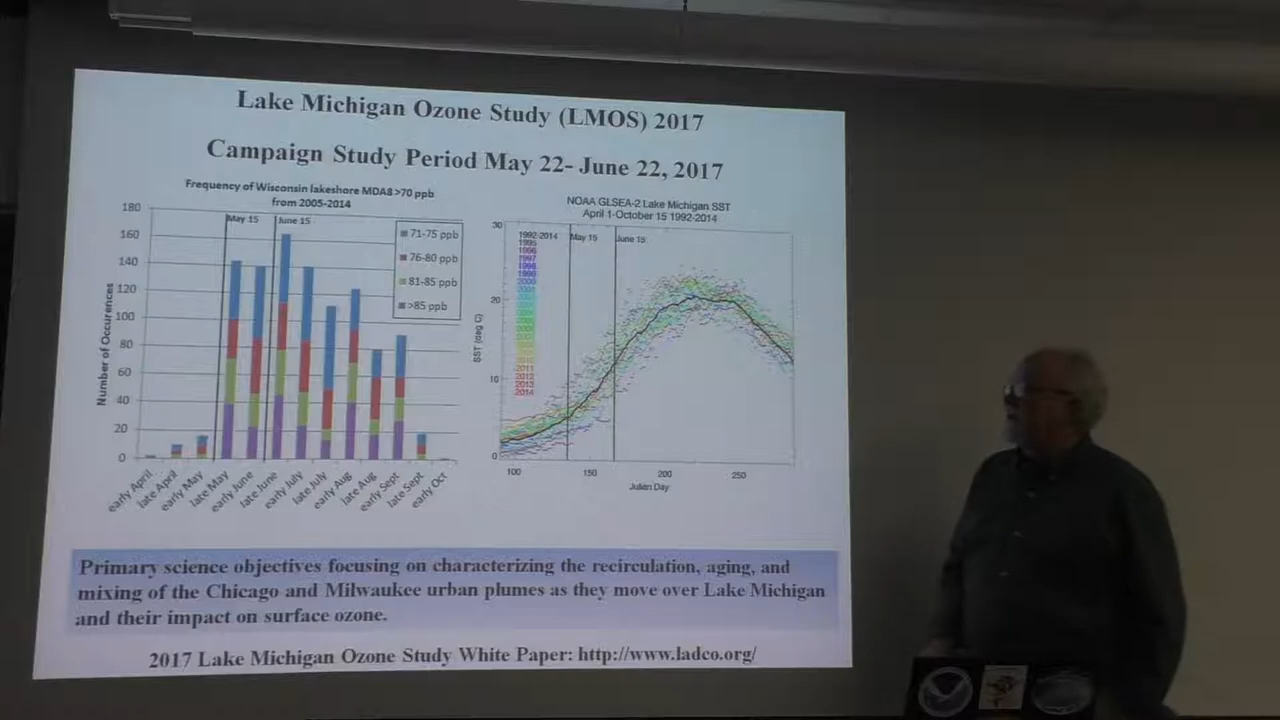 Lake Michigan Ozone Study (LMOS) 2017
Campaign Study Period May 22- June 22, 2017
Frequency of Wisconsin lakeshore MDA8 >70 ppb
from 2005-2014
180
160
140
120
100
80
60
40
20
0
Number of Occurences
May 15
June 15
71-75 ppb
76-80 ppb
81-85 ppb
>85 ppb
early April
late April
early May
late May
early June
late June
early July
late July
early Aug
late Aug
early Sept
late Sept
early Oct
NOAA GLSEA-2 Lake Michigan SST
April 1-October 15 1992-2014
30
20
10
0
SST (deg C)
1992-2014
1995
1996
1997
1998
1999
2000
2011
2012
2013
2014
May 15
June 15
100
150
200
250
Julien Day
Primary science objectives focusing on characterizing the recirculation, aging, and
mixing of the Chicago and Milwaukee urban plumes as they move over Lake Michigan
and their impact on surface ozone.
2017 Lake Michigan Ozone Study White Paper: http://www.ladco.org/